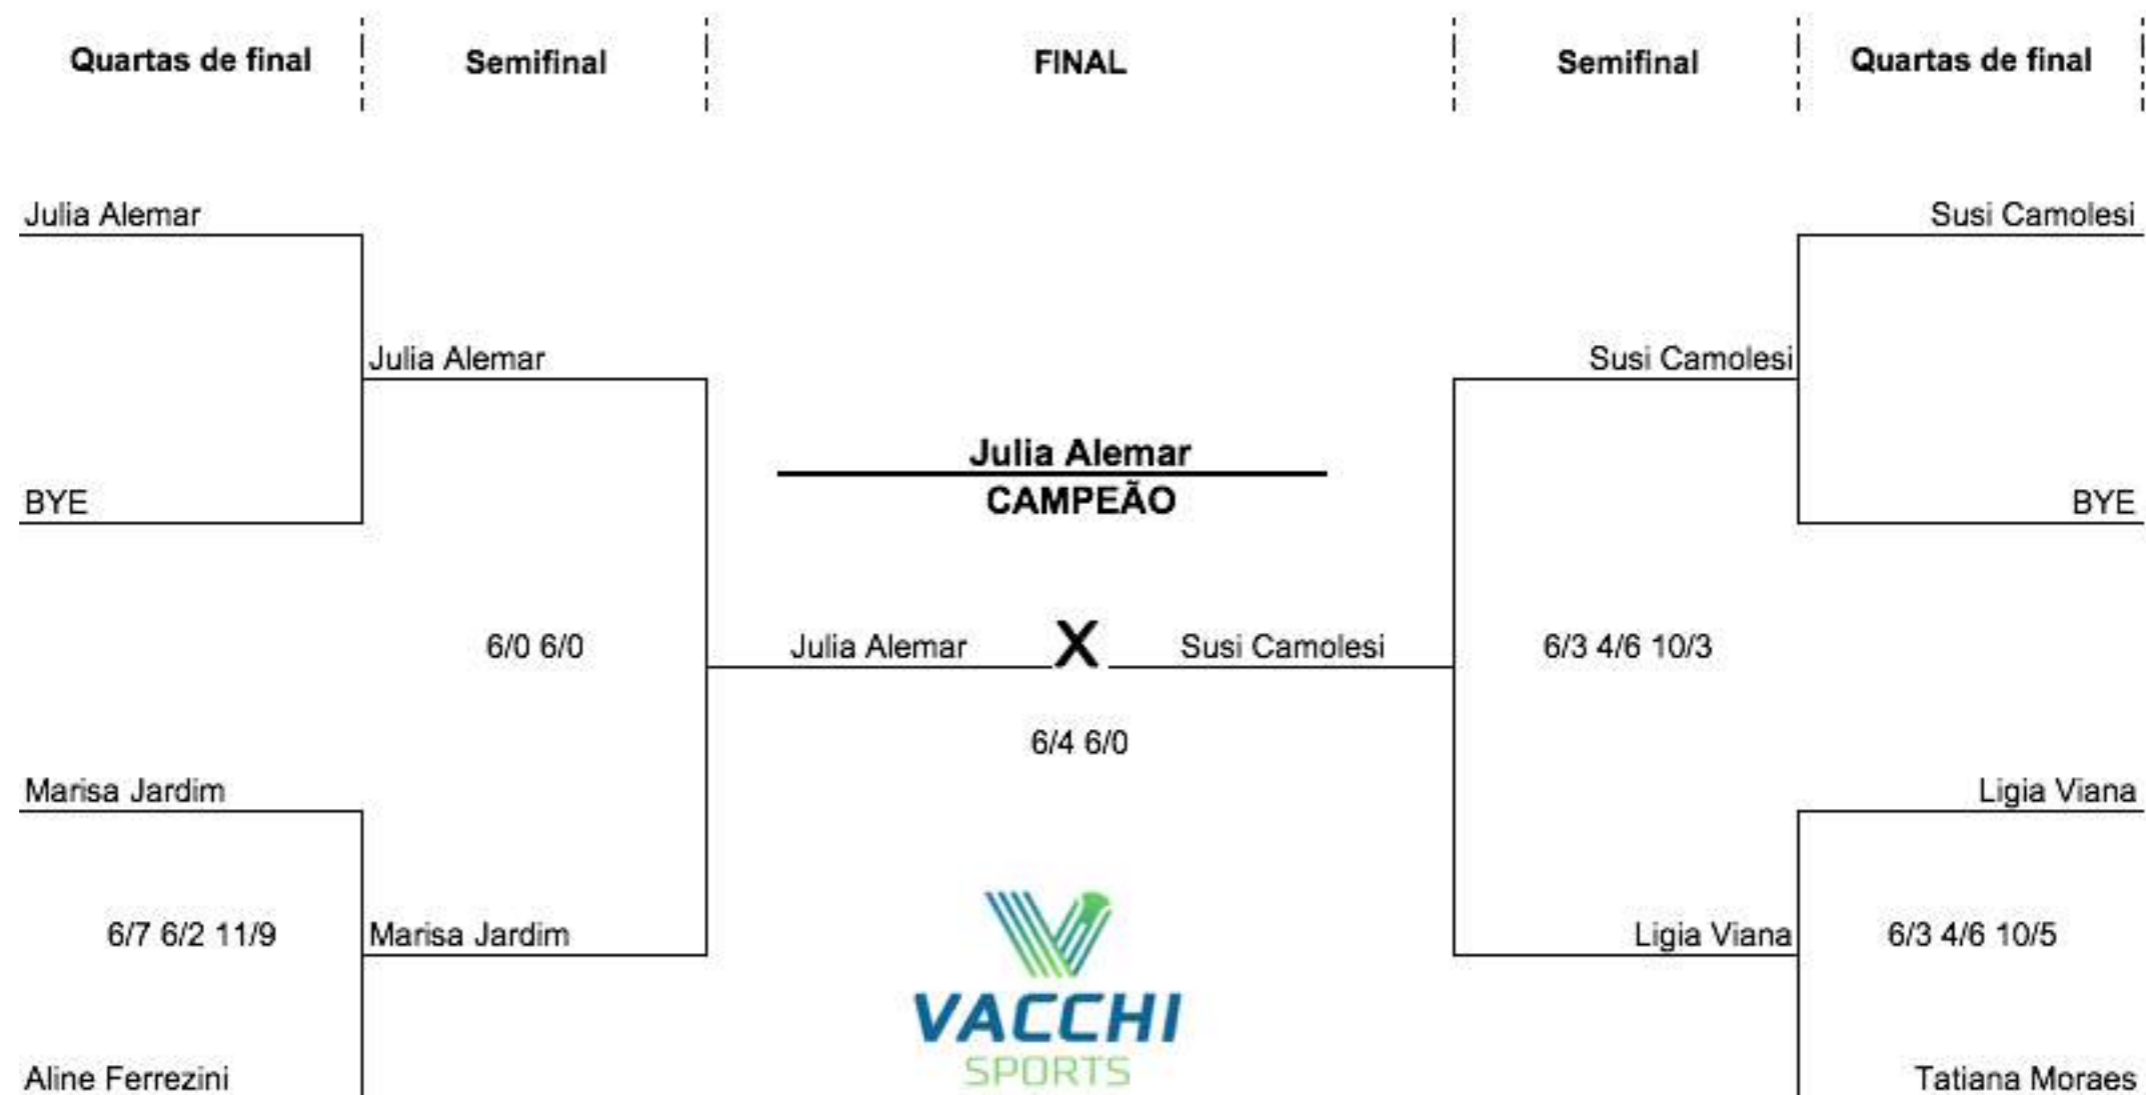 Quartas de final Semifinal FINAL Semifinal Quartas de final
Julia Alemar Susi Camolesi
Julia Alemar Susi Camolesi
Julia Alemar
CAMPEÃO
BYE BYE
6/0 6/0 Julia Alemar X Susi Camolesi 6/3 4/6 10/3
6/4 6/0
Marisa Jardim Ligia Viana
6/7 6/2 11/9 Marisa Jardim Ligia Viana 6/3 4/6 10/5
VACCHI
SPORTS
Aline Ferrezini Tatiana Moraes